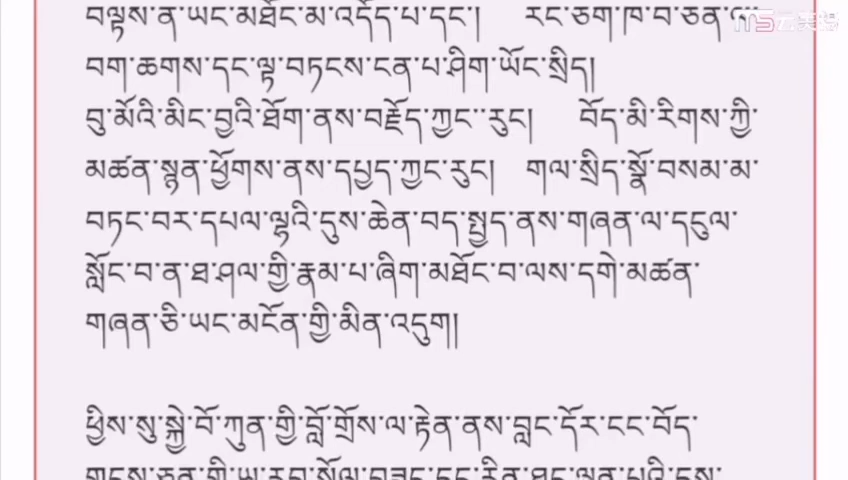 བལྟས་ན་ཡང་མཐོང་མ་འདོད་པ་དང་། རང་ཅག་ཁ་བ་ཅན་ལ་
བག་ཆགས་དང་ལྟ་བཏངས་ངན་པ་ཤིག་ཡོང་སྲིད།
བུ་མོའི་མིང་བྱའི་ཐོག་ནས་བརྗོད་ཀྱང་་རུང་། བོད་མི་རིགས་ཀྱི་
མཚན་སྙན་ཕྱོགས་ནས་དཔྱད་ཀྱང་རུང། གལ་སྲིད་སྣོ་བསམ་མ་
བཏང་བར་དཔལ་ལྷའི་དུས་ཆེན་བད་སྤྱད་ནས་གཞན་ལ་དངུལ་
སློང་བ་ན་ཐ་ཤལ་གྱི་རྣམ་པ་ཞིག་མཐོང་བ་ལས་དགེ་མཚན་
གཞན་ཅི་ཡང་མངོན་གྱི་མིན་འདུག།
ཕྱིས་སུ་སྐྱེ་བོ་ཀུན་གྱི་བློ་གྲོས་ལ་རྟེན་ནས་བླང་དོར་ངང་བོད་